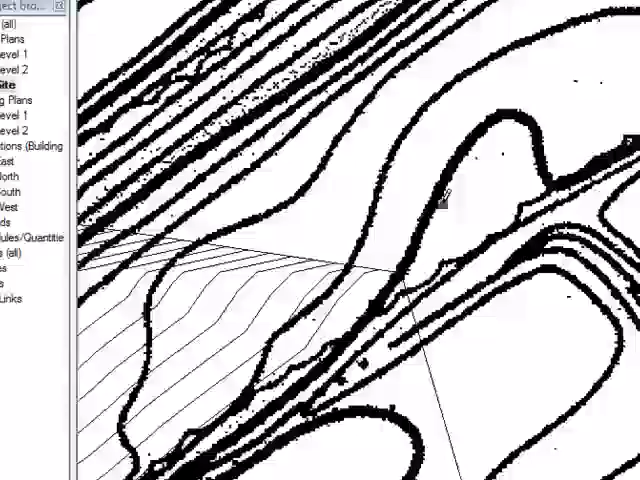 ject bro...
(all)
Plans
evel 1
evel 2
Site
g Plans
evel 1
evel 2
tions (Building
East
North
South
West
ds
ules/Quantitie
s (all)
es
s
Links